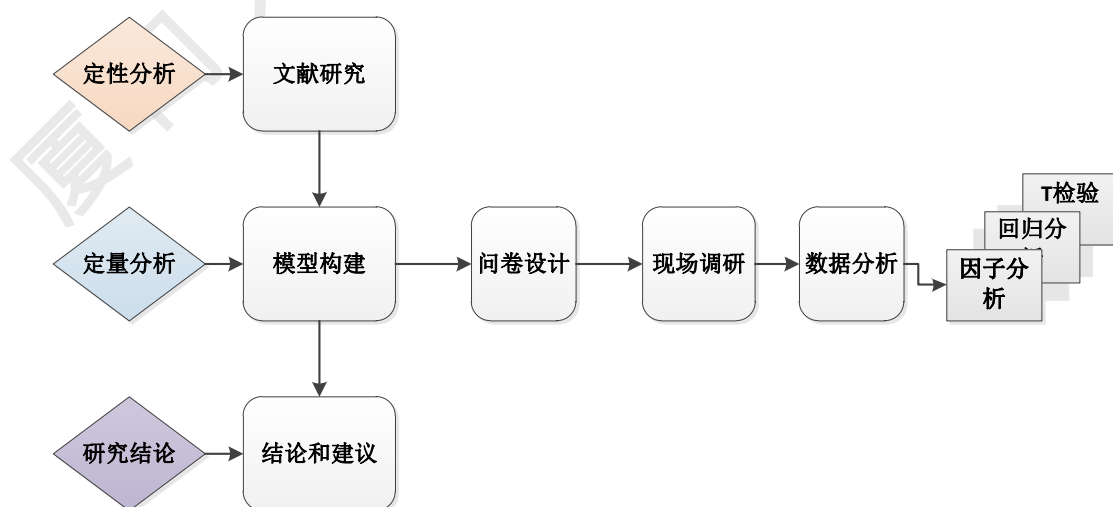 定性分析
文献研究
T检验
回归分
定量分析
模型构建
问卷设计
现场调研
数据分析
因子分
析
研究结论
结论和建议
厦门